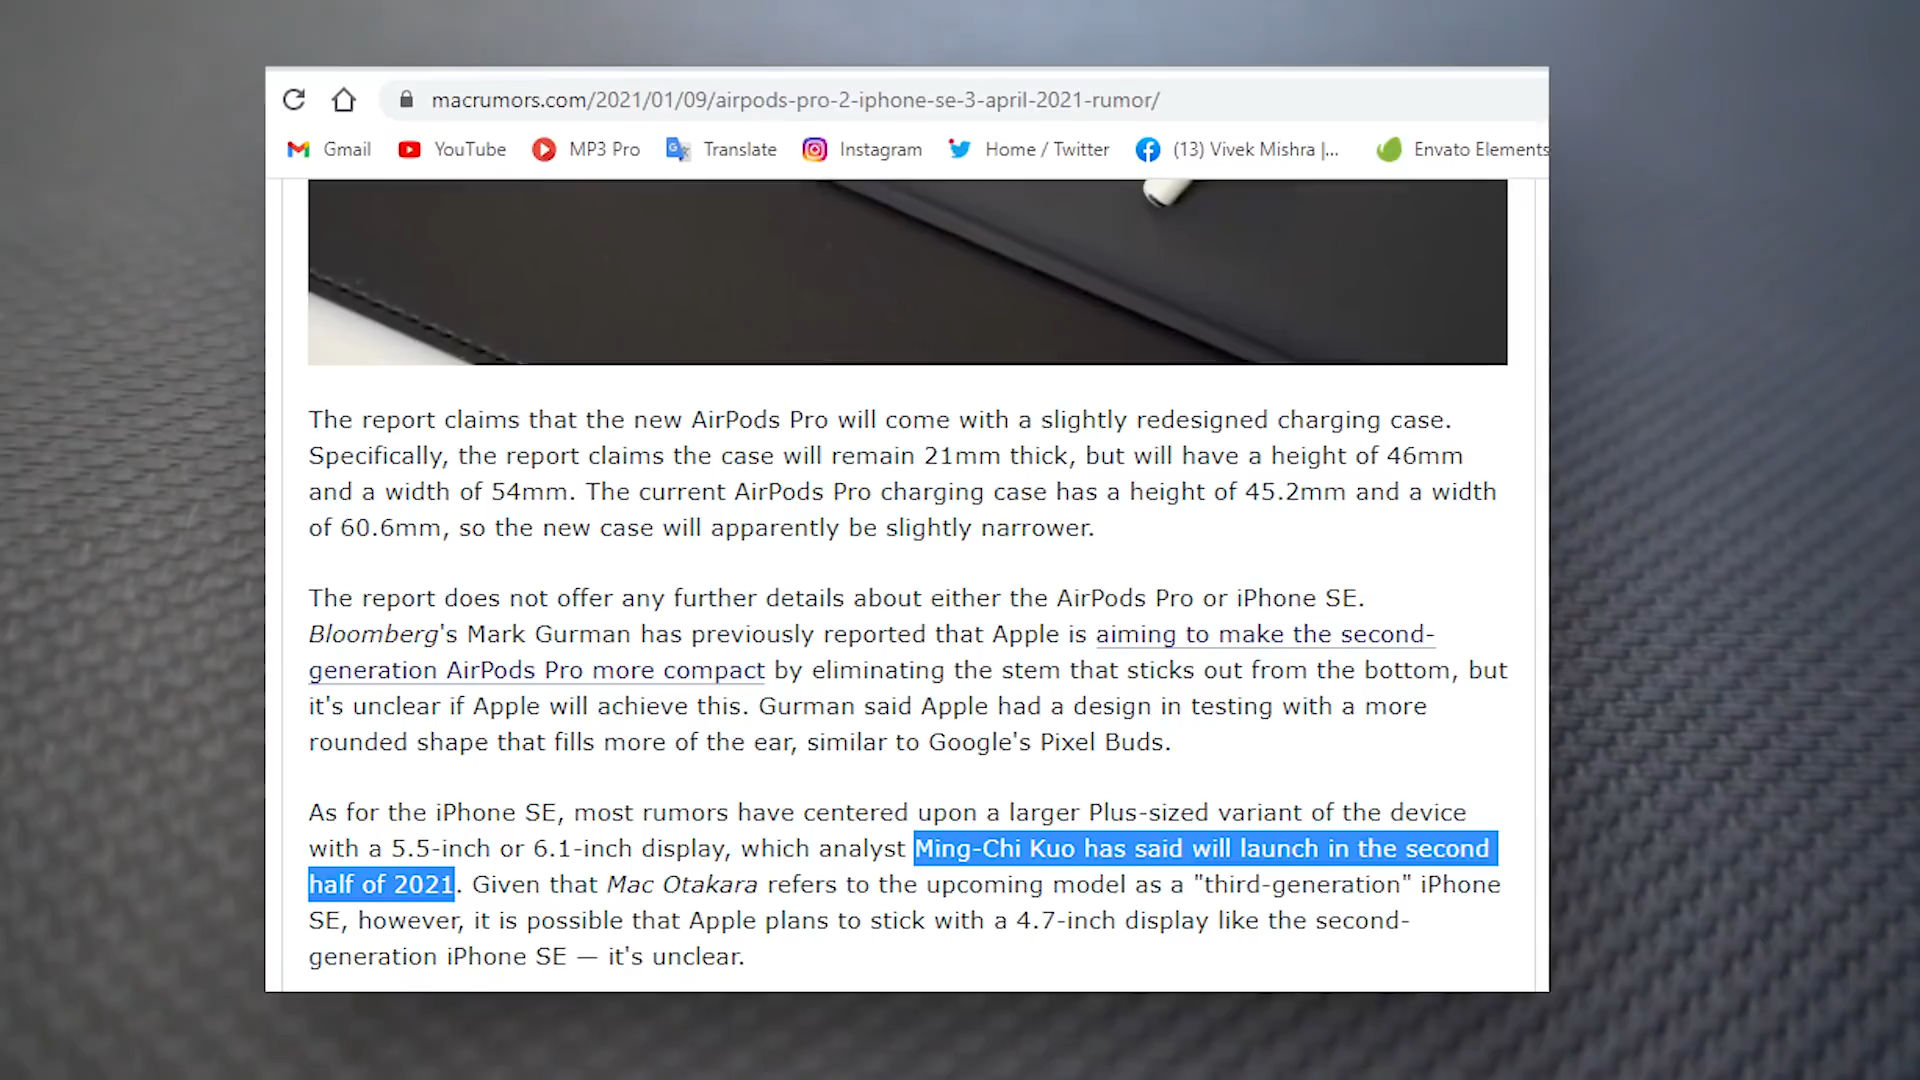 macrumors.com/2021/01/09/airpods-pro-2-iphone-se-3-april-2021-rumor/
Gmail YouTube MP3 Pro Translate Instagram Home / Twitter (13) Vivek Mishra |... Envato Elements
The report claims that the new AirPods Pro will come with a slightly redesigned charging case.
Specifically, the report claims the case will remain 21mm thick, but will have a height of 46mm
and a width of 54mm. The current AirPods Pro charging case has a height of 45.2mm and a width
of 60.6mm, so the new case will apparently be slightly narrower.
The report does not offer any further details about either the AirPods Pro or iPhone SE.
Bloomberg's Mark Gurman has previously reported that Apple is aiming to make the second-
generation AirPods Pro more compact by eliminating the stem that sticks out from the bottom, but
it's unclear if Apple will achieve this. Gurman said Apple had a design in testing with a more
rounded shape that fills more of the ear, similar to Google's Pixel Buds.
As for the iPhone SE, most rumors have centered upon a larger Plus-sized variant of the device
with a 5.5-inch or 6.1-inch display, which analyst Ming-Chi Kuo has said will launch in the second
half of 2021. Given that Mac Otakara refers to the upcoming model as a "third-generation" iPhone
SE, however, it is possible that Apple plans to stick with a 4.7-inch display like the second-
generation iPhone SE — it's unclear.